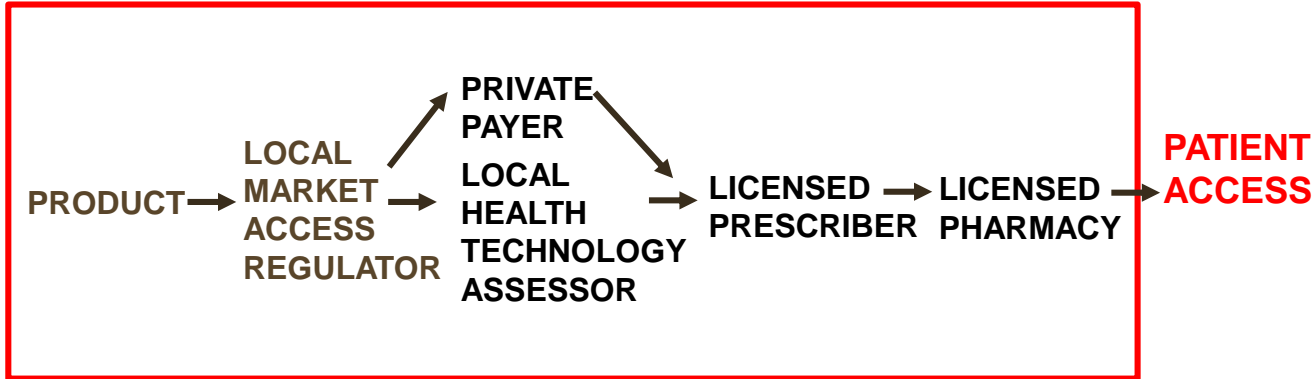 PRODUCT
LOCAL
MARKET
ACCESS
REGULATOR
PRIVATE
PAYER
LOCAL
HEALTH
TECHNOLOGY
ASSESSOR
LICENSED
PRESCRIBER
LICENSED
PHARMACY
PATIENT
ACCESS